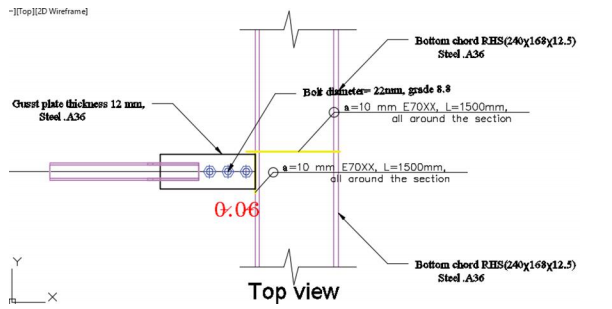 -][Top][2D Wireframe]
Bottom chord RHS(240χ168χ12.5)
Steel .A36
Bolt diameter= 22mm, grade 8.8
Gusst plate thickness 12 mm,
Steel .A36
a=10 mm E70XX, L=1500mm,
all around the section
a=10 mm E70XX, L=1500mm,
all around the section
0.06
Bottom chord RHS(240χ168χ12.5)
Steel .A36
Y
X
Top view